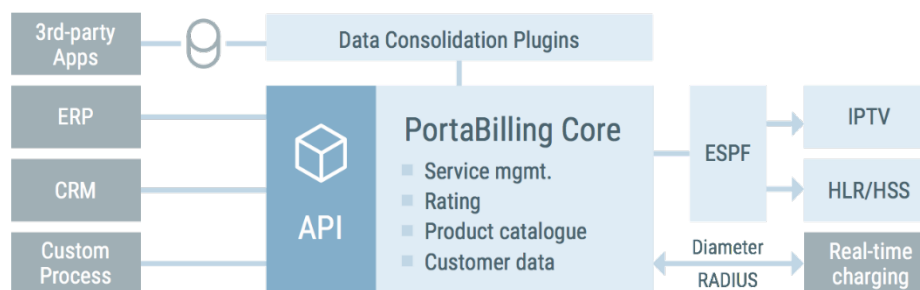 3rd-party
Apps
Data Consolidation Plugins
ERP
CRM
Custom
Process
API
PortaBilling Core
Service mgmt.
Rating
Product catalogue
Customer data
ESPF
IPTV
HLR/HSS
Diameter
RADIUS
Real-time
charging